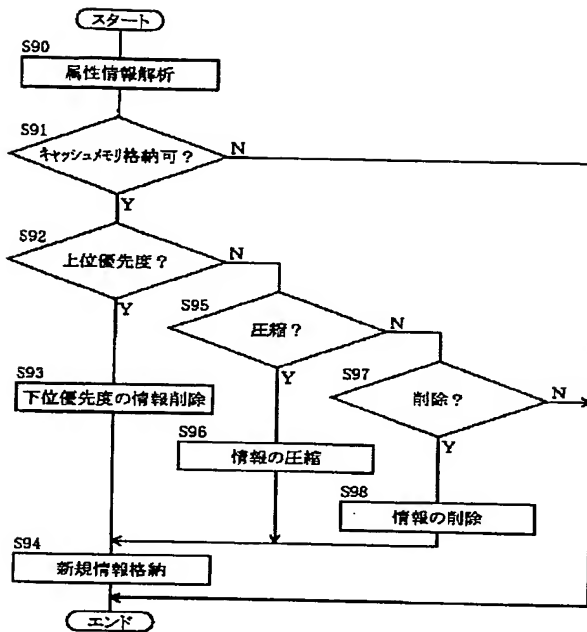 スタート
S90
属性情報解析
S91
キャッシュメモリ格納可？
N
Y
S92
上位優先度？
N
Y
S95
圧縮？
N
Y
S97
削除？
N
Y
S93
下位優先度の情報削除
S96
情報の圧縮
S98
情報の削除
S94
新規情報格納
エンド